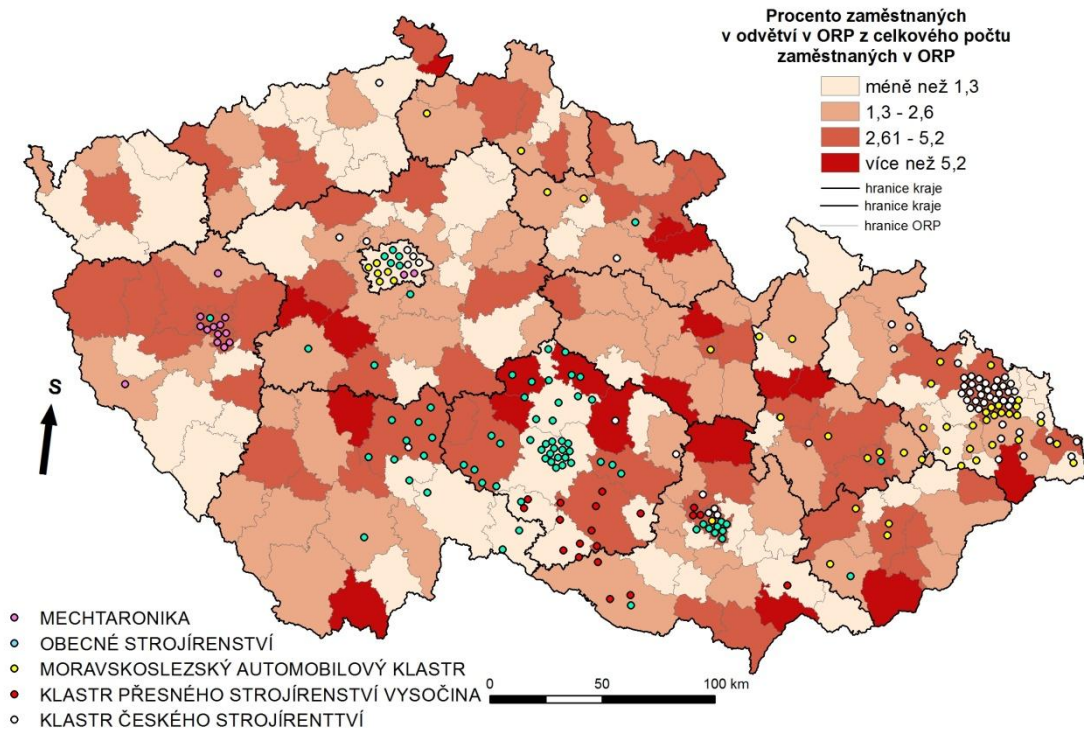 Procento zaměstnaných
v odvětví v ORP z celkového počtu
zaměstnaných v ORP
méně než 1,3
1,3 - 2,6
2,61 - 5,2
více než 5,2
hranice kraje
hranice kraje
hranice ORP
S
MECHTARONIKA
OBECNÉ STROJÍRENSTVÍ
MORAVSKOSLEZSKÝ AUTOMOBILOVÝ KLASTR
KLASTR PŘESNÉHO STROJÍRENSTVÍ VYSOČINA
KLASTR ČESKÉHO STROJÍRENTTVÍ
0 50 100 km